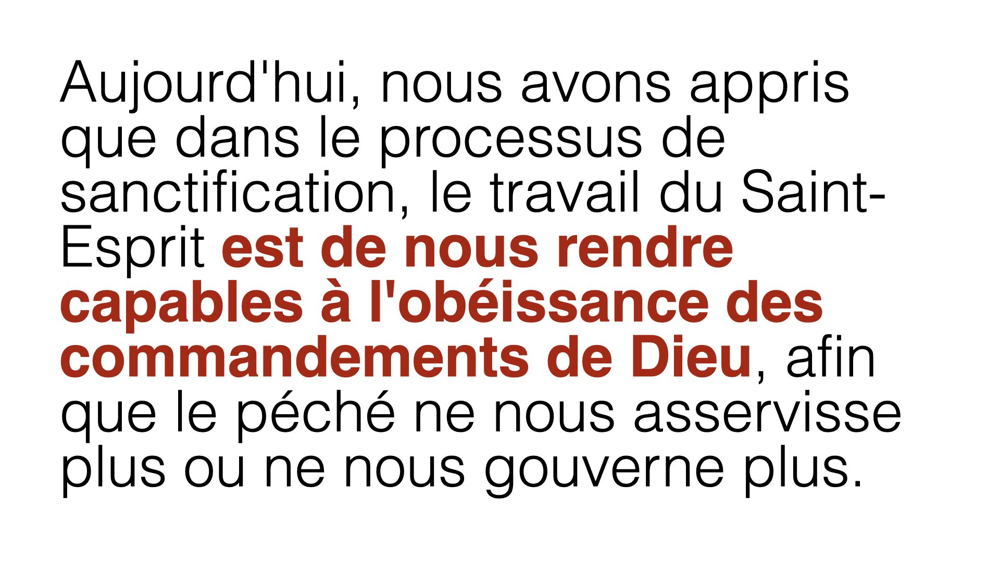 Aujourd'hui, nous avons appris
que dans le processus de
sanctification, le travail du Saint-
Esprit est de nous rendre
capables à l'obéissance des
commandements de Dieu, afin
que le péché ne nous asservisse
plus ou ne nous gouverne plus.